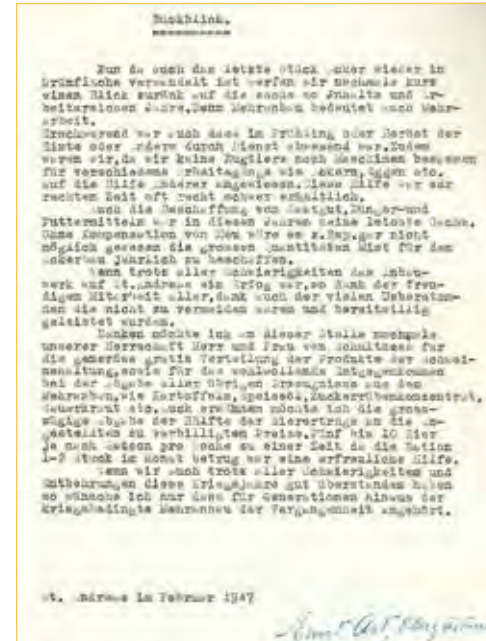 Rückblick.
Nun da auch das letzte Stück Acker wieder in
Grünfläche verwandelt ist werfen wir nochmals kurz
einen Blick zurück auf die sechs so Inhalts und Ar-
beitsreichen Jahre. Denn Mehranbau bedeutet auch Mehr-
arbeit.
Erschwerend war auch dass im Frühling oder Herbst der
Eine oder Andere durch Dienst abwesend war. Zudem
waren wir, da wir keine Zugtiere noch Maschinen besassen
für verschiedene Arbeitsgänge wie ackern, eggen etc.
auf die Hilfe Anderer angewiesen. Diese Hilfe war zur
rechten Zeit oft recht schwer erhältlich.
Auch die Beschaffung von Saatgut, Dünger-und
Futtermitteln war in diesen Jahren keine leichte Sache.
Ohne Kompensation von Heu wäre es z.Bsp. gar nicht
möglich gewesen die grossen Quantitäten Mist für den
Ackerbau jährlich zu beschaffen.
Wenn trotz aller Schwierigkeiten das Anbau-
werk auf St. Andreas ein Erfolg war, so dank der freu-
digen Mitarbeit aller, dank auch der vielen Ueberstun-
den die nicht zu vermeiden waren und bereitwillig
geleistet wurden.
Danken möchte ich an dieser Stelle nochmals
unserer Herrschaft Herr und Frau von Schulthess für
die generöse gratis Verteilung der Produkte der Schwei-
nehaltung, sowie für das wohlwollende Entgegenkommen
bei der Abgabe aller übrigen Erzeugnisse aus dem
Mehranbau, wie Kartoffeln, Speiseöl, Zuckerrübenkonzentrat,
Sauerkraut etc. Auch erwähnen möchte ich die gross-
zügige Abgabe der Hälfte der Eiererträge an die An-
gestellten zu verbilligtem Preise. Fünf bis 10 Eier
je nach Saison pro Woche zu einer Zeit da die Ration
1-2 Stück im Monat betrug war eine erfreuliche Hilfe.
Wenn wir auch trotz aller Schwierigkeiten und
Entbehrungen diese Kriegsjahre gut überstanden haben
so wünsche ich nur dass für Generationen hinaus der
kriegsbedingte Mehranbau der Vergangenheit angehört.
St. Andreas im Februar 1947